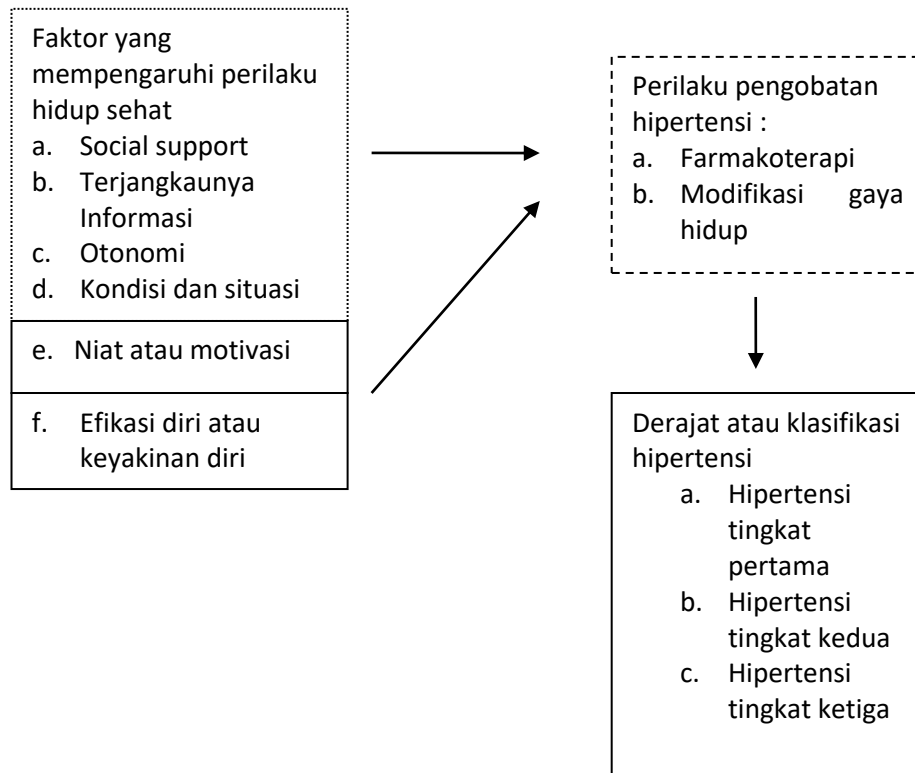 Faktor yang
mempengaruhi perilaku
hidup sehat
a. Social support
b. Terjangkaunya
Informasi
c. Otonomi
d. Kondisi dan situasi
e. Niat atau motivasi
f. Efikasi diri atau
keyakinan diri
Perilaku pengobatan
hipertensi :
a. Farmakoterapi
b. Modifikasi gaya
hidup
Derajat atau klasifikasi
hipertensi
a. Hipertensi
tingkat
pertama
b. Hipertensi
tingkat kedua
c. Hipertensi
tingkat ketiga